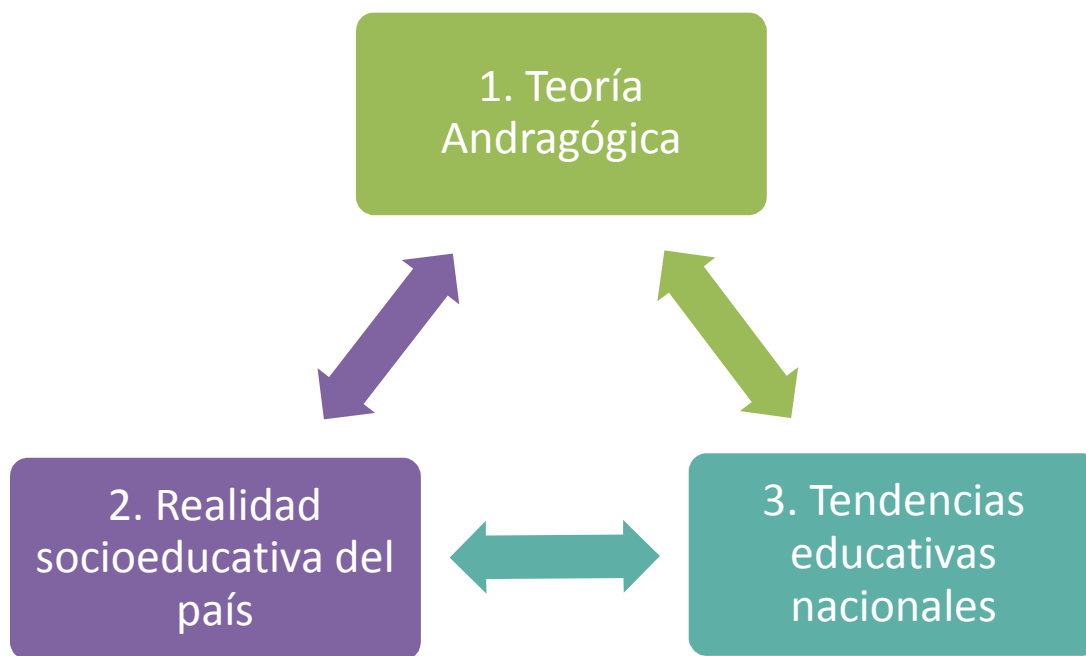 1. Teoría
Andragógica
2. Realidad
socioeducativa del
país
3. Tendencias
educativas
nacionales